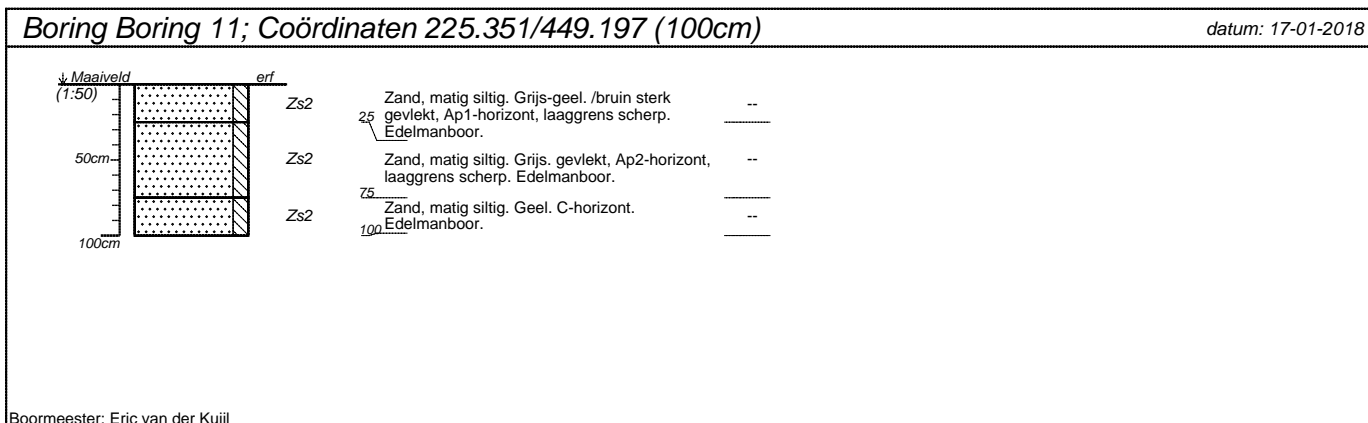 Boring Boring 11; Coördinaten 225.351/449.197 (100cm)
datum: 17-01-2018
Maaiveld
erf
(1:50)
Zs2
Zand, matig siltig. Grijs-geel. /bruin sterk
gevlekt, Ap1-horizont, laaggrens scherp.
Edelmanboor.
--
25
50cm
Zs2
Zand, matig siltig. Grijs. gevlekt, Ap2-horizont,
laaggrens scherp. Edelmanboor.
--
75
Zs2
Zand, matig siltig. Geel. C-horizont.
Edelmanboor.
--
100
100cm
Boormeester: Eric van der Kuijl